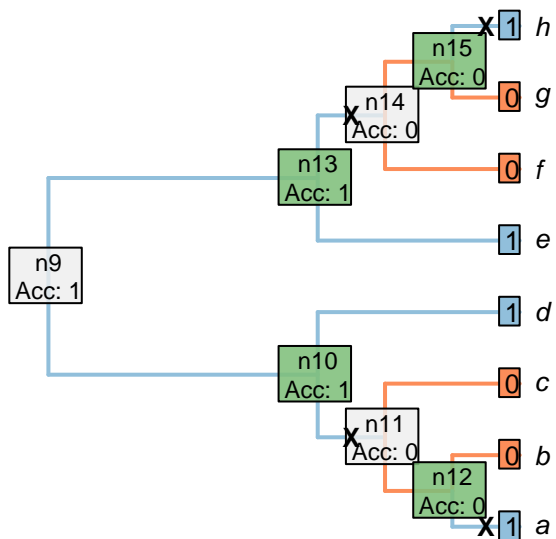 X 1 h
n15
Acc: 0
0 g
n14
X
Acc: 0
0 f
n13
Acc: 1
1 e
n9
Acc: 1
1 d
n10
Acc: 1
0 c
n11
X
Acc: 0
0 b
n12
Acc: 0
X 1 a